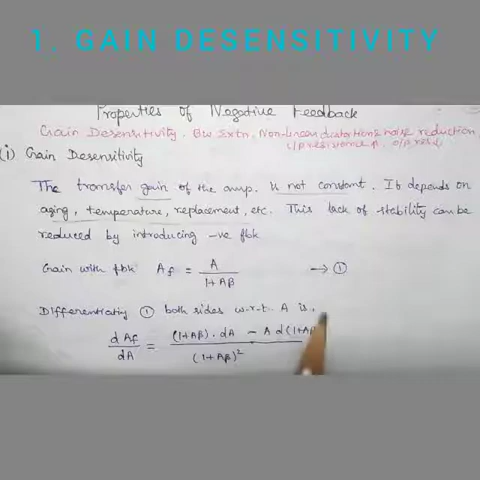 1. GAIN DESENSITIVITY
Properties of Negative Feedback
Gain Desensitivity, Bw Extn, Non-linear distortion & noise reduction,
i/p resistance
(i) Gain Desensitivity
The transfer gain of the amp. is not constant. It depends on
aging, temperature, replacement, etc. This lack of stability can be
reduced by introducing -ve fbk
Gain with fbk Af = A / 1+Aβ → ①
Differentiating ① both sides w.r.t. A is,
dAf / dA = (1+Aβ). dA - A d(1+Aβ / (1+Aβ)²